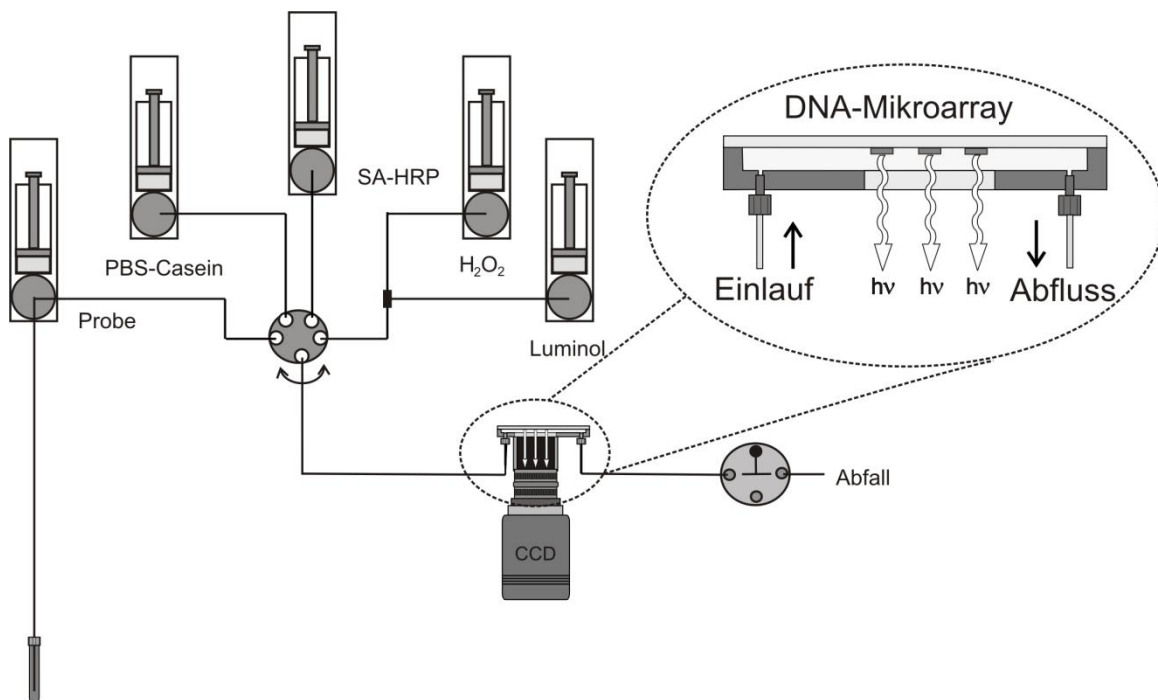 DNA-Mikroarray
SA-HRP
PBS-Casein
H₂O₂
Einlauf
hν hν hν
Abfluss
Probe
Luminol
Abfall
CCD